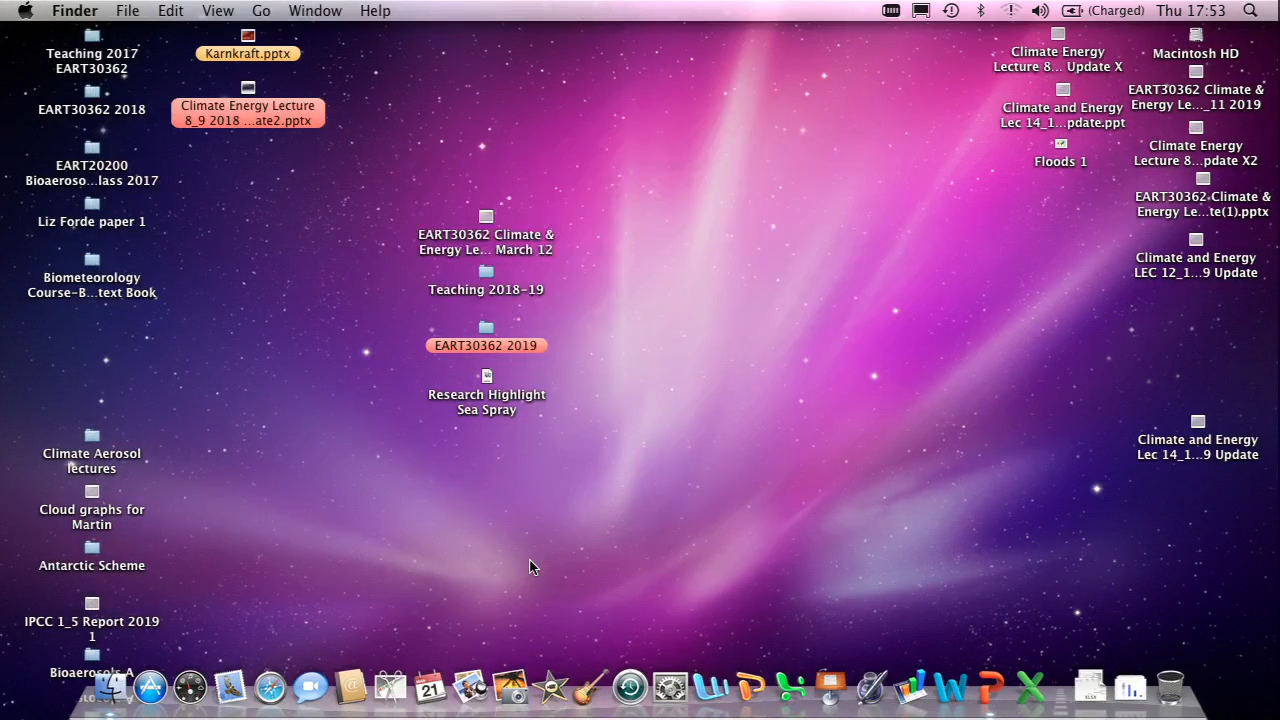 Finder File Edit View Go Window Help
(Charged) Thu 17:53
Teaching 2017
EART30362
EART30362 2018
EART20200
Bioaeroso...lass 2017
Liz Forde paper 1
Biometeorology
Course-B...text Book
Climate Aerosol
lectures
Cloud graphs for
Martin
Antarctic Scheme
IPCC 1_5 Report 2019
1
Bioaerosols A
Karnkraft.pptx
Climate Energy Lecture
8_9 2018 ...ate2.pptx
EART30362 Climate &
Energy Le... March 12
Teaching 2018-19
EART30362 2019
Research Highlight
Sea Spray
Climate Energy
Lecture 8... Update X
Climate and Energy
Lec 14_1...pdate.ppt
Floods 1
Macintosh HD
EART30362 Climate &
Energy Le..._11 2019
Climate Energy
Lecture 8...pdate X2
EART30362 Climate &
Energy Le...te(1).pptx
Climate and Energy
LEC 12_1...9 Update
Climate and Energy
Lec 14_1...9 Update
21